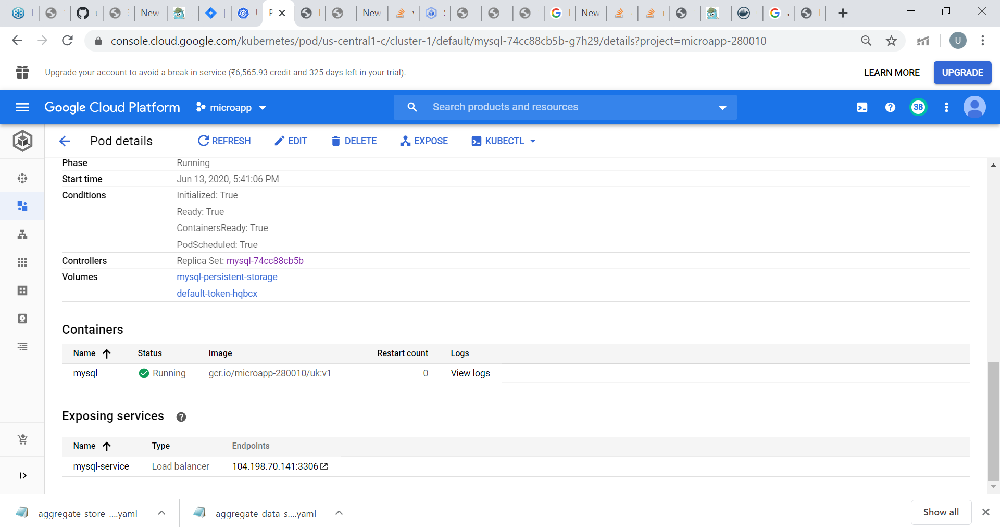 New
New
New
console.cloud.google.com/kubernetes/pod/us-central1-c/cluster-1/default/mysql-74cc88cb5b-g7h29/details?project=microapp-280010
U
Upgrade your account to avoid a break in service (₹6,565.93 credit and 325 days left in your trial).
LEARN MORE
UPGRADE
Google Cloud Platform
microapp
Search products and resources
38
Pod details
REFRESH
EDIT
DELETE
EXPOSE
KUBECTL
Phase Running
Start time Jun 13, 2020, 5:41:06 PM
Conditions Initialized: True
Ready: True
ContainersReady: True
PodScheduled: True
Controllers Replica Set: mysql-74cc88cb5b
Volumes mysql-persistent-storage
default-token-hqbcx
Containers
Name Status Image Restart count Logs
mysql Running gcr.io/microapp-280010/uk:v1 0 View logs
Exposing services
Name Type Endpoints
mysql-service Load balancer 104.198.70.141:3306
aggregate-store-....yaml
aggregate-data-s....yaml
Show all